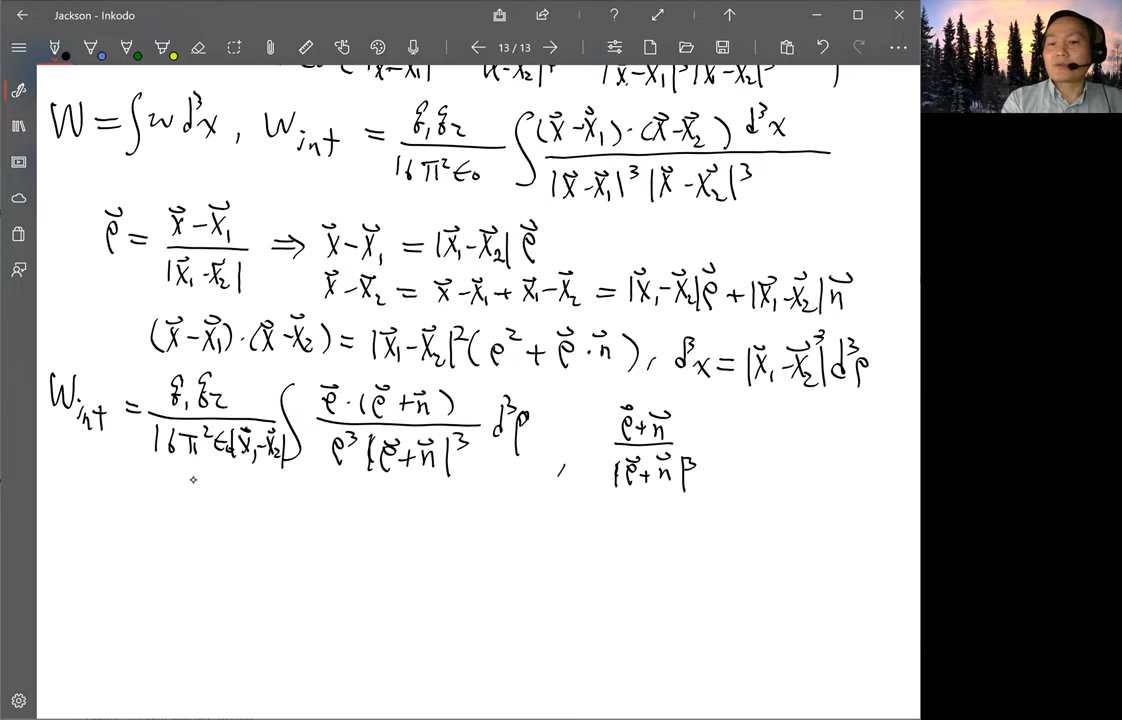 Jackson - Inkodo
13 / 13
W = ∫ w d³x, W_int = q₁q₂ / 16π²ϵ₀ ∫ (x⃗-x⃗₁)·(x⃗-x⃗₂) d³x / |x⃗-x⃗₁|³ |x⃗-x⃗₂|³
ρ⃗ = x⃗-x⃗₁ / |x⃗₁-x⃗₂| ⇒ x⃗-x⃗₁ = |x⃗₁-x⃗₂| ρ⃗
x⃗-x⃗₂ = x⃗-x⃗₁+x⃗₁-x⃗₂ = |x⃗₁-x⃗₂|ρ⃗ + |x⃗₁-x⃗₂|n⃗
(x⃗-x⃗₁)·(x⃗-x⃗₂) = |x⃗₁-x⃗₂|²(ρ² + ρ⃗·n⃗), d³x = |x⃗₁-x⃗₂|³ d³ρ
W_int = q₁q₂ / 16π²ϵ₀|x⃗₁-x⃗₂| ∫ ρ⃗·(ρ⃗+n⃗) / ρ³ |ρ⃗+n⃗|³ d³ρ, ρ⃗+n⃗ / |ρ⃗+n⃗|³